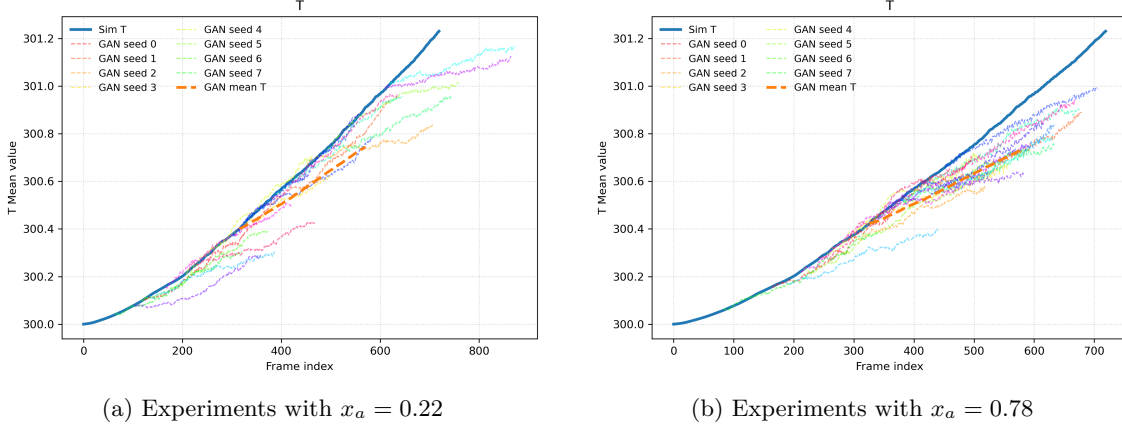 T
T
301.2
301.0
300.8
300.6
300.4
300.2
300.0
T Mean value
Sim T
GAN seed 0
GAN seed 1
GAN seed 2
GAN seed 3
GAN seed 4
GAN seed 5
GAN seed 6
GAN seed 7
GAN mean T
0 200 400 600 800
Frame index
301.2
301.0
300.8
300.6
300.4
300.2
300.0
T Mean value
Sim T
GAN seed 0
GAN seed 1
GAN seed 2
GAN seed 3
GAN seed 4
GAN seed 5
GAN seed 6
GAN seed 7
GAN mean T
0 100 200 300 400 500 600 700
Frame index
(a) Experiments with $x_a = 0.22$
(b) Experiments with $x_a = 0.78$